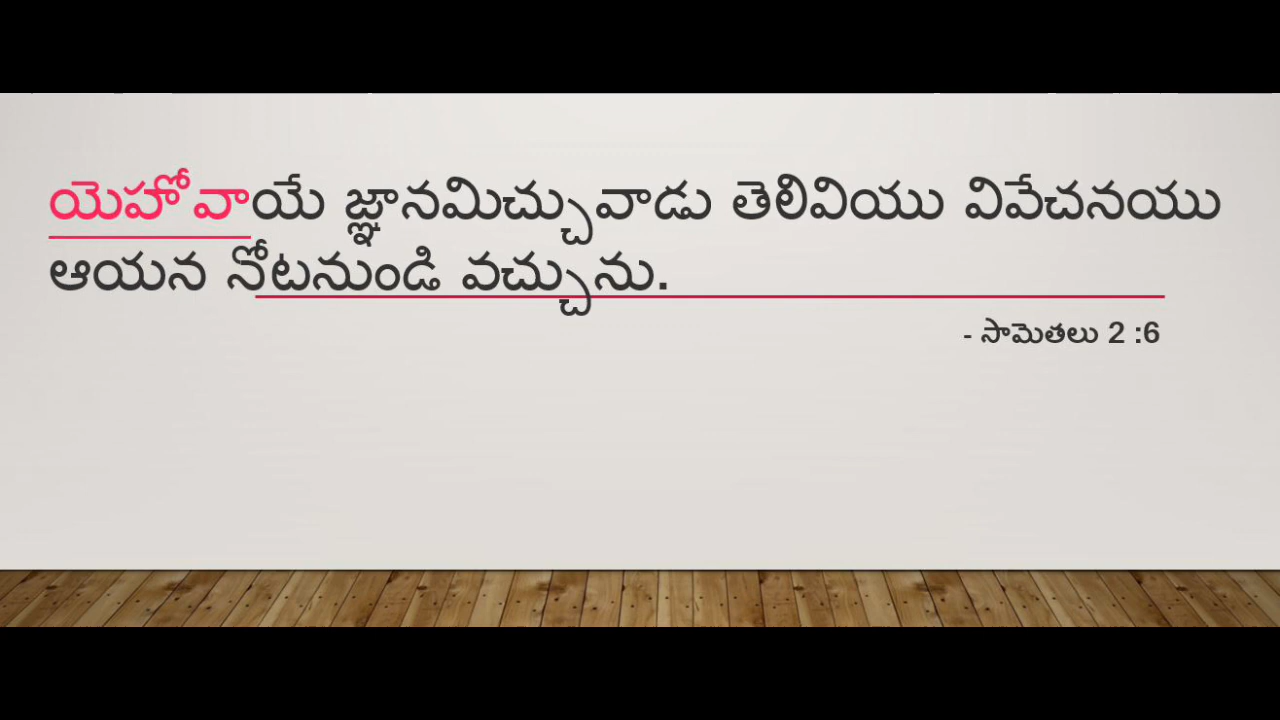 యెహోవాయే జ్ఞానమిచ్చువాడు తెలివియు వివేచనయు
ఆయన నోటనుండి వచ్చును.
- సామెతలు 2 :6